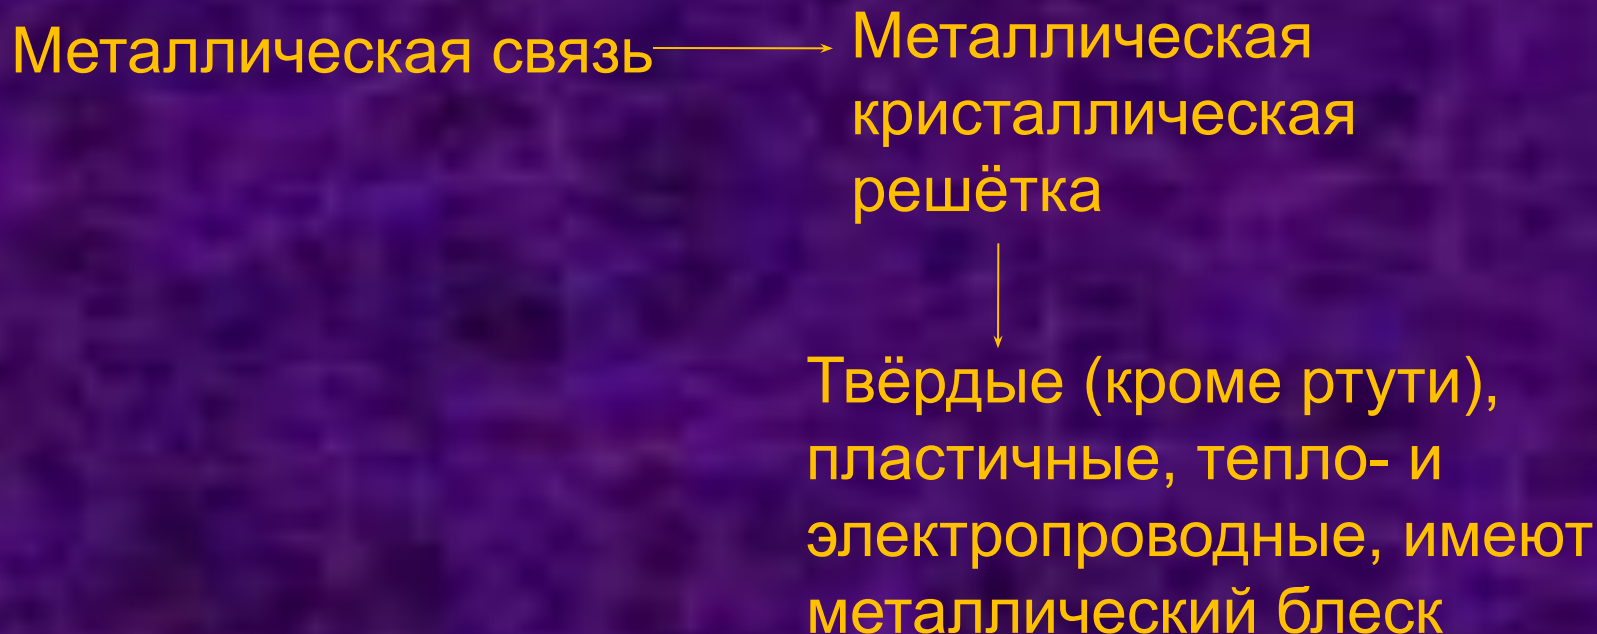 Металлическая связь
Металлическая
кристаллическая
решётка
Твёрдые (кроме ртути),
пластичные, тепло- и
электропроводные, имеют
металлический блеск